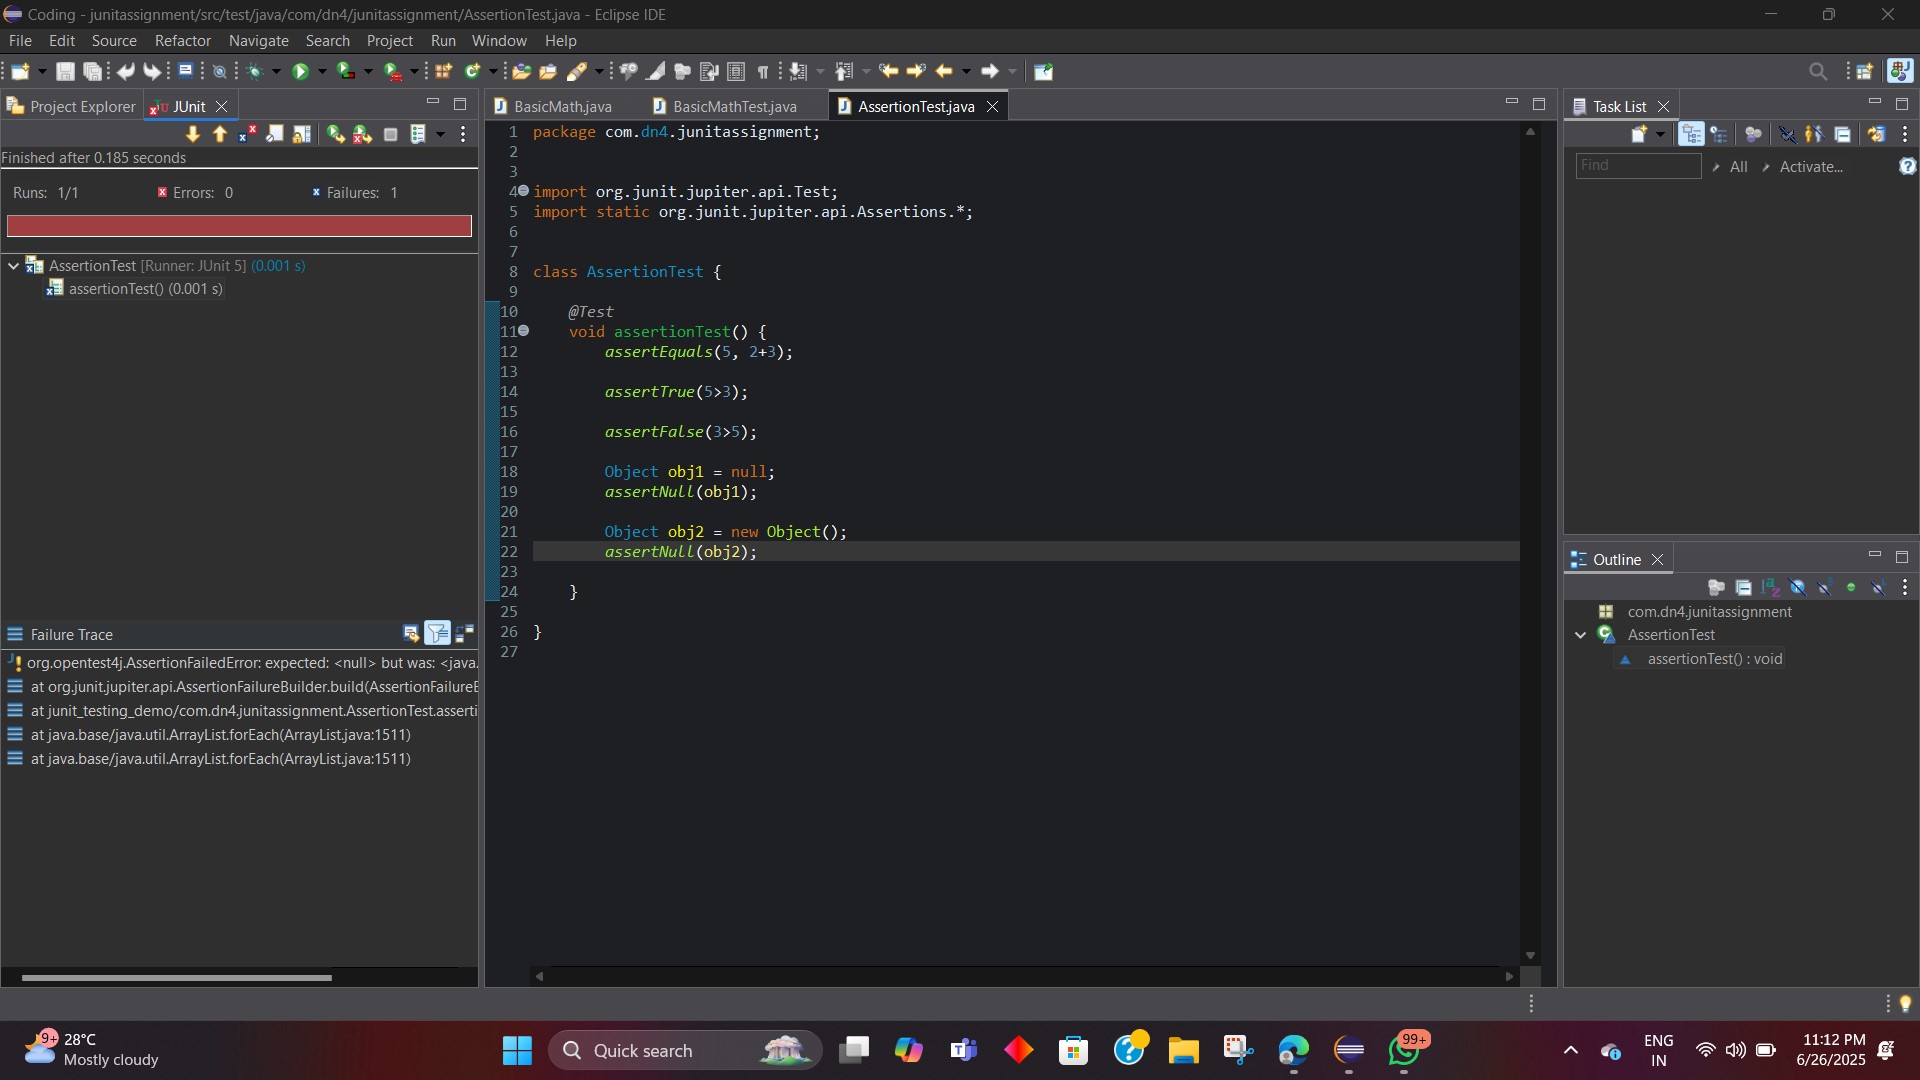 Coding - junitassignment/src/test/java/com/dn4/junitassignment/AssertionTest.java - Eclipse IDE
File Edit Source Refactor Navigate Search Project Run Window Help
Project Explorer JUnit
Finished after 0.185 seconds
Runs: 1/1 Errors: 0 Failures: 1
AssertionTest [Runner: JUnit 5] (0.001 s)
assertionTest() (0.001 s)
Failure Trace
org.opentest4j.AssertionFailedError: expected: <null> but was: <java.
at org.junit.jupiter.api.AssertionFailureBuilder.build(AssertionFailureE
at junit_testing_demo/com.dn4.junitassignment.AssertionTest.asserti
at java.base/java.util.ArrayList.forEach(ArrayList.java:1511)
at java.base/java.util.ArrayList.forEach(ArrayList.java:1511)
BasicMath.java BasicMathTest.java AssertionTest.java
1 package com.dn4.junitassignment;
2
3
4 import org.junit.jupiter.api.Test;
5 import static org.junit.jupiter.api.Assertions.*;
6
7
8 class AssertionTest {
9
10 @Test
11 void assertionTest() {
12 assertEquals(5, 2+3);
13
14 assertTrue(5>3);
15
16 assertFalse(3>5);
17
18 Object obj1 = null;
19 assertNull(obj1);
20
21 Object obj2 = new Object();
22 assertNull(obj2);
23
24 }
25
26 }
27
Task List
Find All Activate...
Outline
com.dn4.junitassignment
AssertionTest
assertionTest() : void
9+ 28°C
Mostly cloudy
Quick search
99+
ENG
IN
11:12 PM
6/26/2025